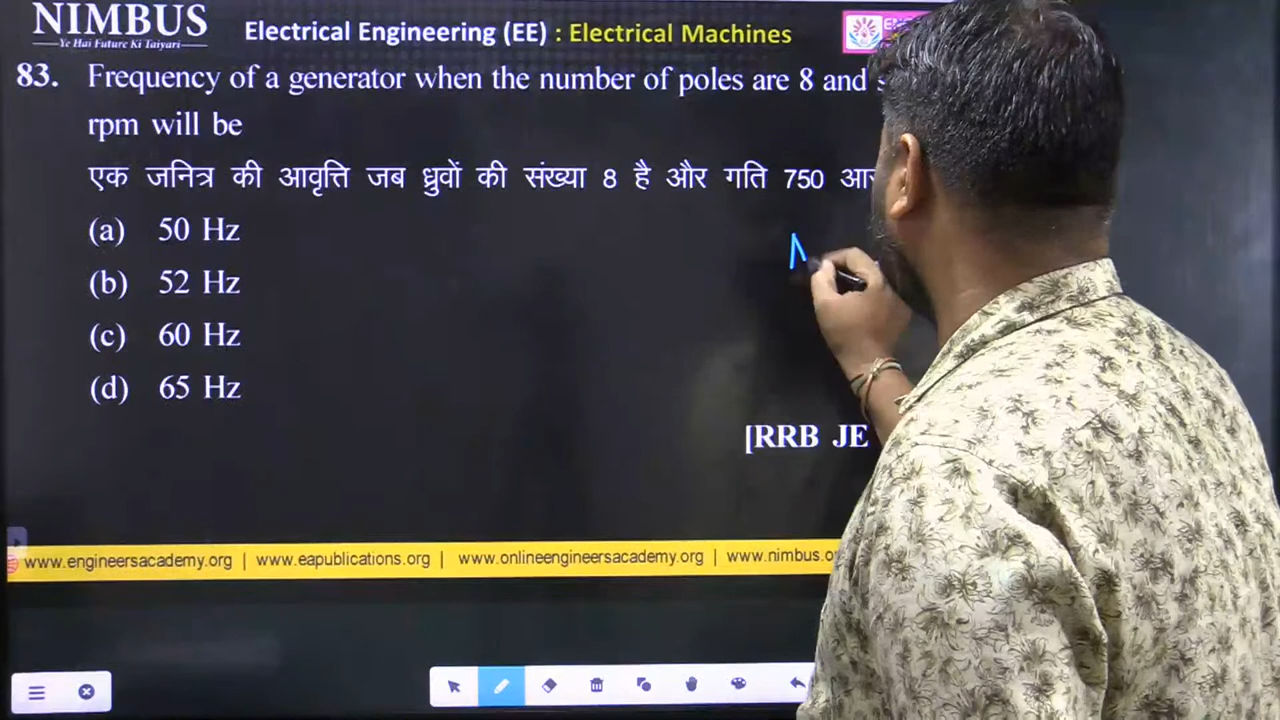 NIMBUS
Ye Hai Future Ki Taiyari
Electrical Engineering (EE) : Electrical Machines
83. Frequency of a generator when the number of poles are 8 and
rpm will be
एक जनित्र की आवृत्ति जब ध्रुवों की संख्या 8 है और गति 750
(a) 50 Hz
(b) 52 Hz
(c) 60 Hz
(d) 65 Hz
[RRB JE
www.engineersacademy.org | www.eapublications.org | www.onlineengineersacademy.org | www.nimbus.